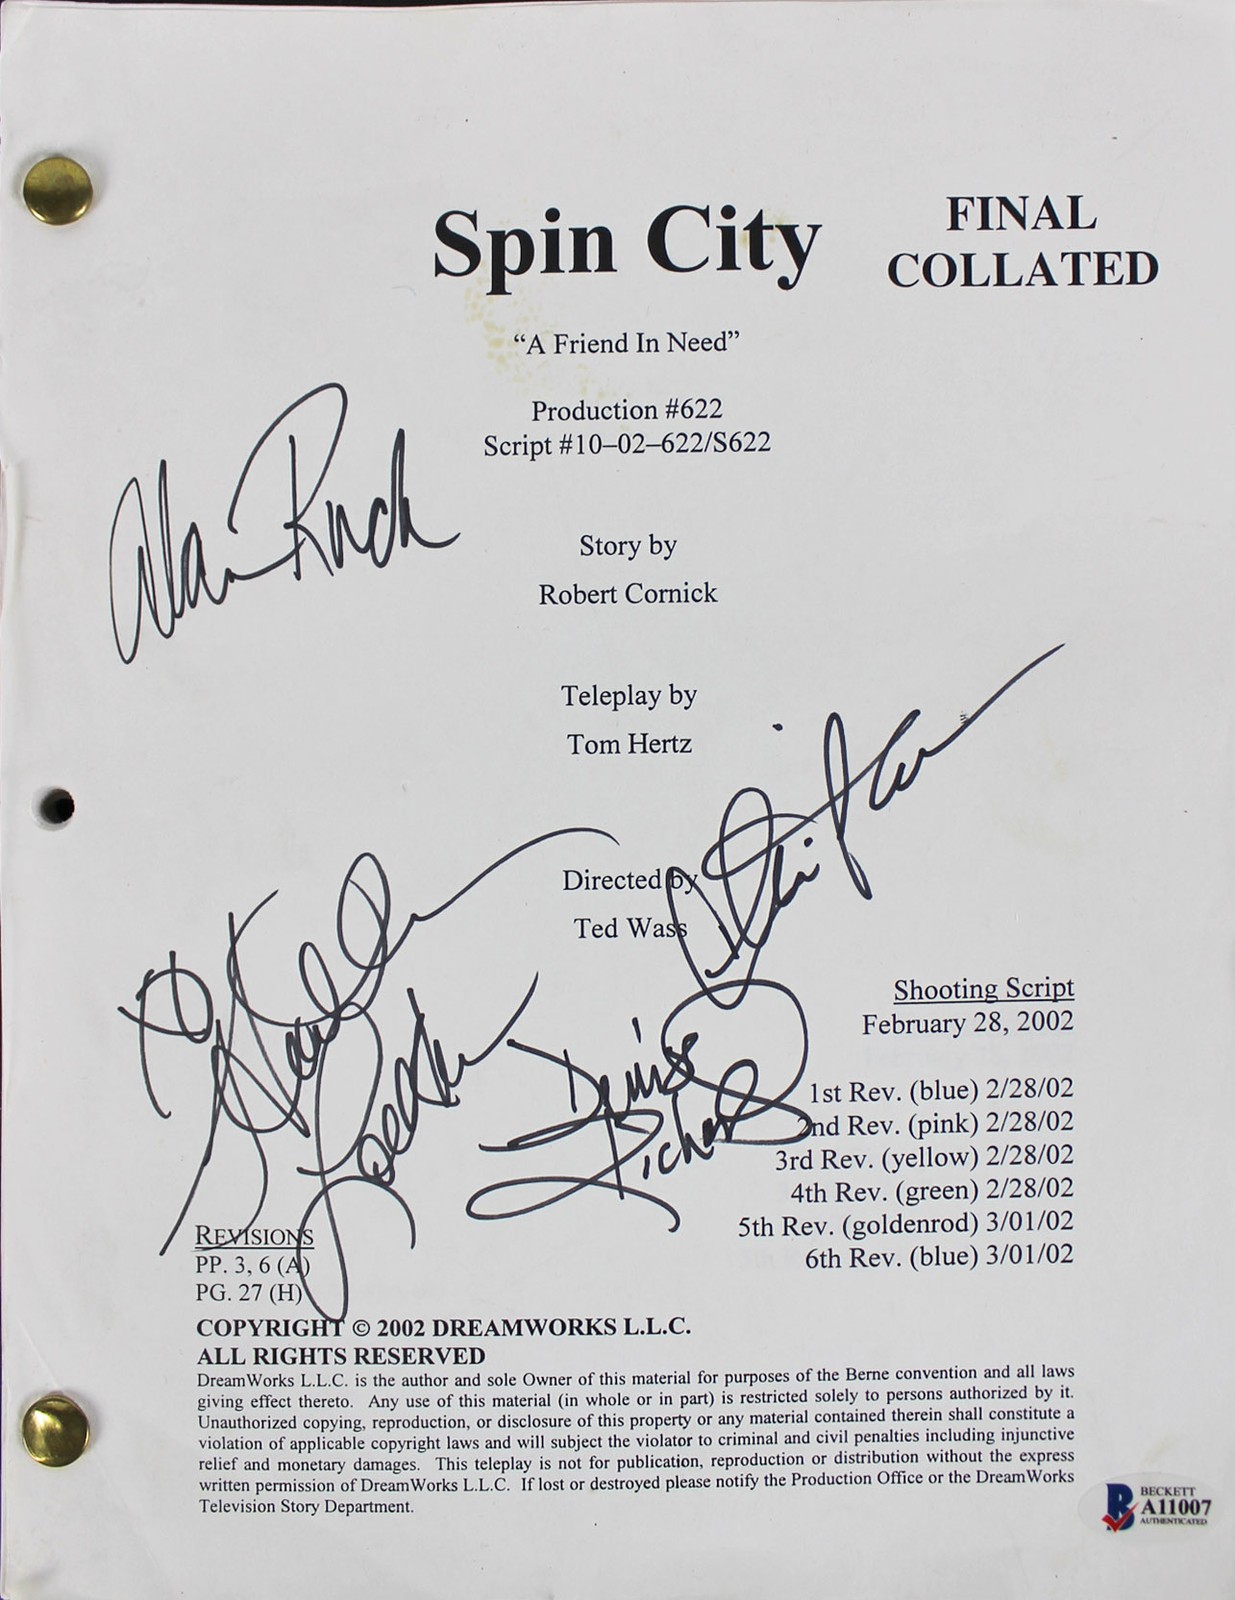 Spin City
FINAL
COLLATED
“A Friend In Need”
Production #622
Script #10–02–622/S622
Alan Ruck
Story by
Robert Cornick
Teleplay by
Tom Hertz
Directed by
Ted Wass
Heather
Locklear
Denise
Richards
Shooting Script
February 28, 2002
1st Rev. (blue) 2/28/02
2nd Rev. (pink) 2/28/02
3rd Rev. (yellow) 2/28/02
4th Rev. (green) 2/28/02
5th Rev. (goldenrod) 3/01/02
6th Rev. (blue) 3/01/02
REVISIONS
PP. 3, 6 (A)
PG. 27 (H)
COPYRIGHT © 2002 DREAMWORKS L.L.C.
ALL RIGHTS RESERVED
DreamWorks L.L.C. is the author and sole Owner of this material for purposes of the Berne convention and all laws
giving effect thereto. Any use of this material (in whole or in part) is restricted solely to persons authorized by it.
Unauthorized copying, reproduction, or disclosure of this property or any material contained therein shall constitute a
violation of applicable copyright laws and will subject the violator to criminal and civil penalties including injunctive
relief and monetary damages. This teleplay is not for publication, reproduction or distribution without the express
written permission of DreamWorks L.L.C. If lost or destroyed please notify the Production Office or the DreamWorks
Television Story Department.
BECKETT
A11007
AUTHENTICATED